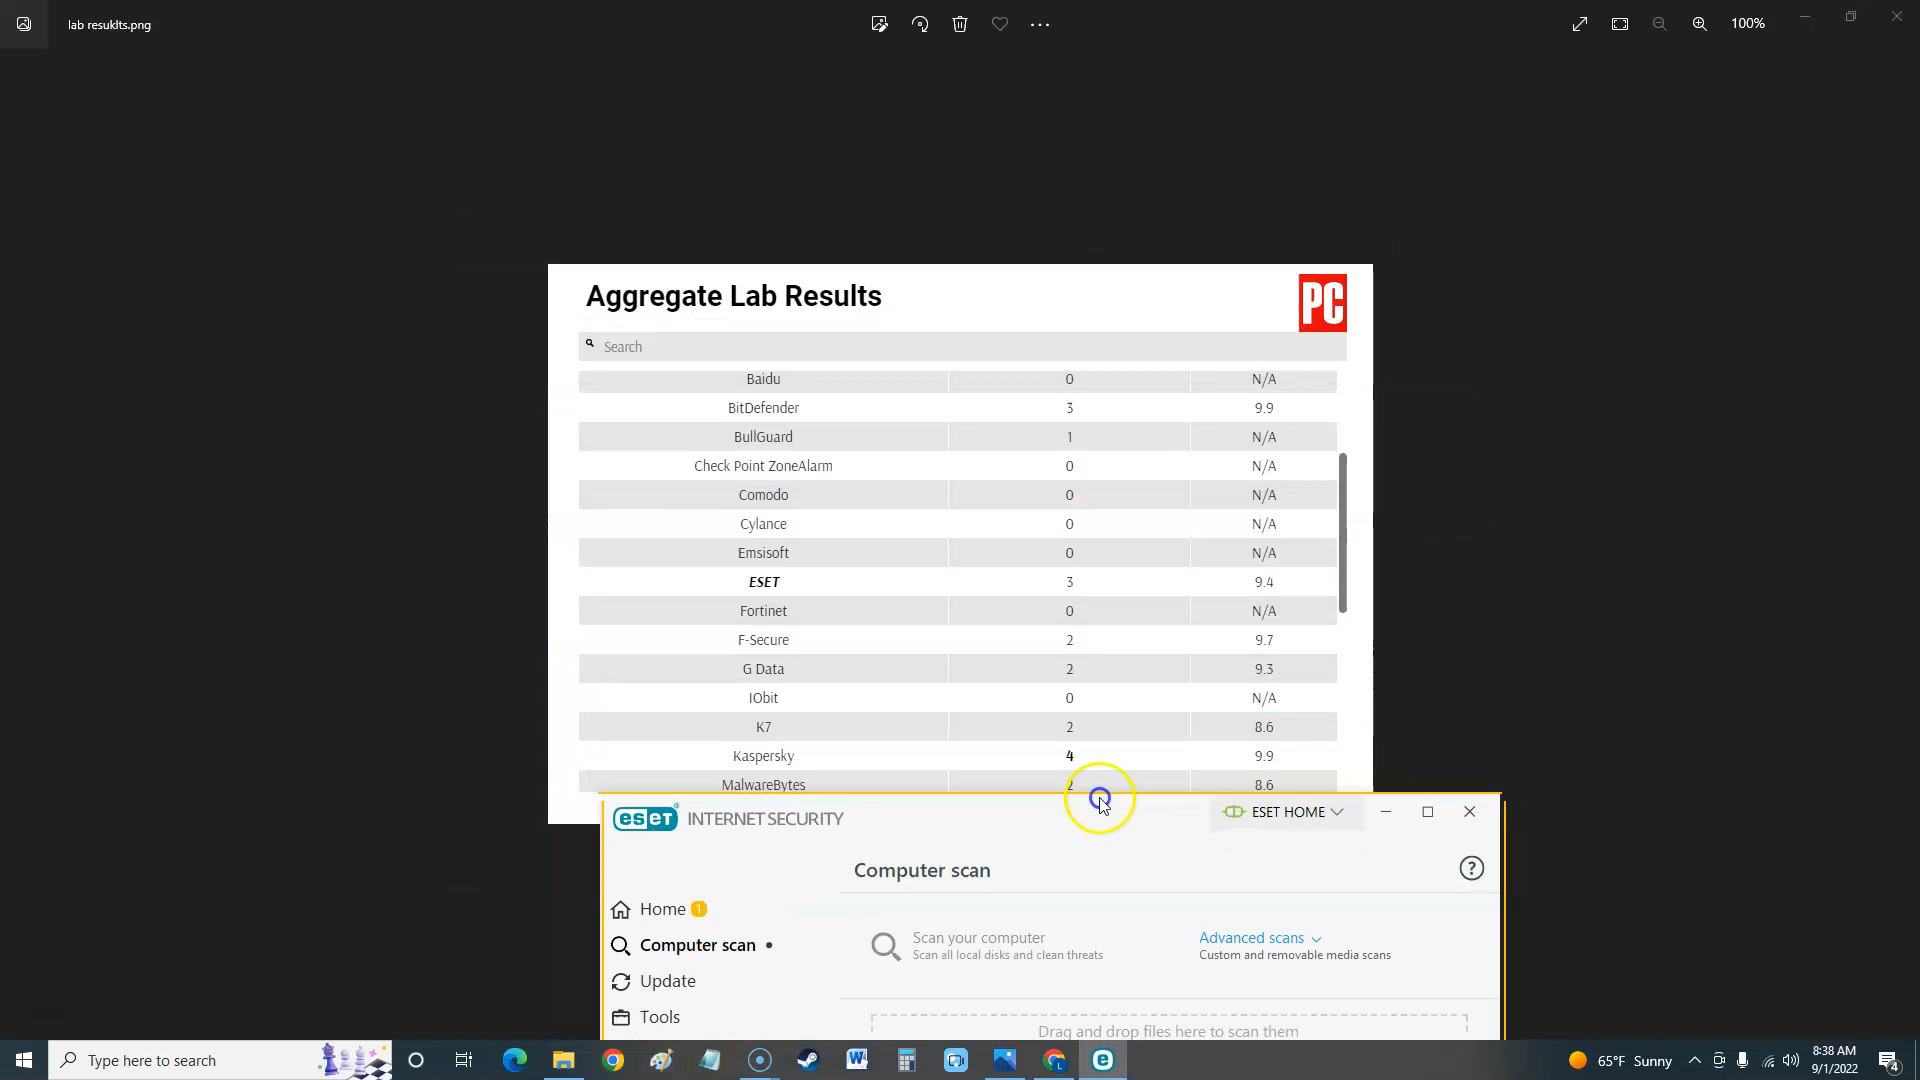 lab resuklts.png
100%
Aggregate Lab Results
PC
Search
Baidu 0 N/A
BitDefender 3 9.9
BullGuard 1 N/A
Check Point ZoneAlarm 0 N/A
Comodo 0 N/A
Cylance 0 N/A
Emsisoft 0 N/A
ESET 3 9.4
Fortinet 0 N/A
F-Secure 2 9.7
G Data 2 9.3
IObit 0 N/A
K7 2 8.6
Kaspersky 4 9.9
MalwareBytes 2 8.6
eset INTERNET SECURITY
ESET HOME
Computer scan
?
Home 1
Computer scan
Scan your computer
Scan all local disks and clean threats
Advanced scans
Custom and removable media scans
Update
Tools
Drag and drop files here to scan them
Type here to search
65°F Sunny
8:38 AM
9/1/2022
4